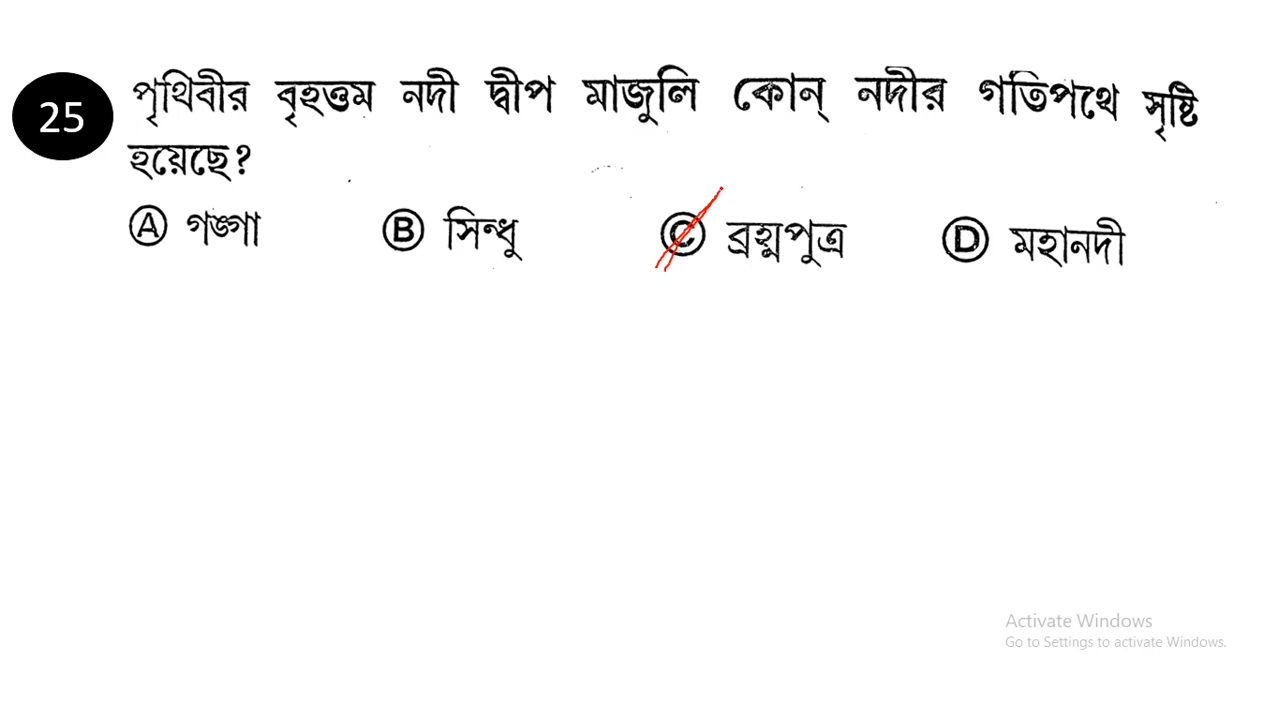 25 পৃথিবীর বৃহত্তম নদী দ্বীপ মাজুলি কোন্ নদীর গতিপথে সৃষ্টি
হয়েছে?
A গঙ্গা B সিন্ধু C ব্রহ্মপুত্র D মহানদী
Activate Windows
Go to Settings to activate Windows.